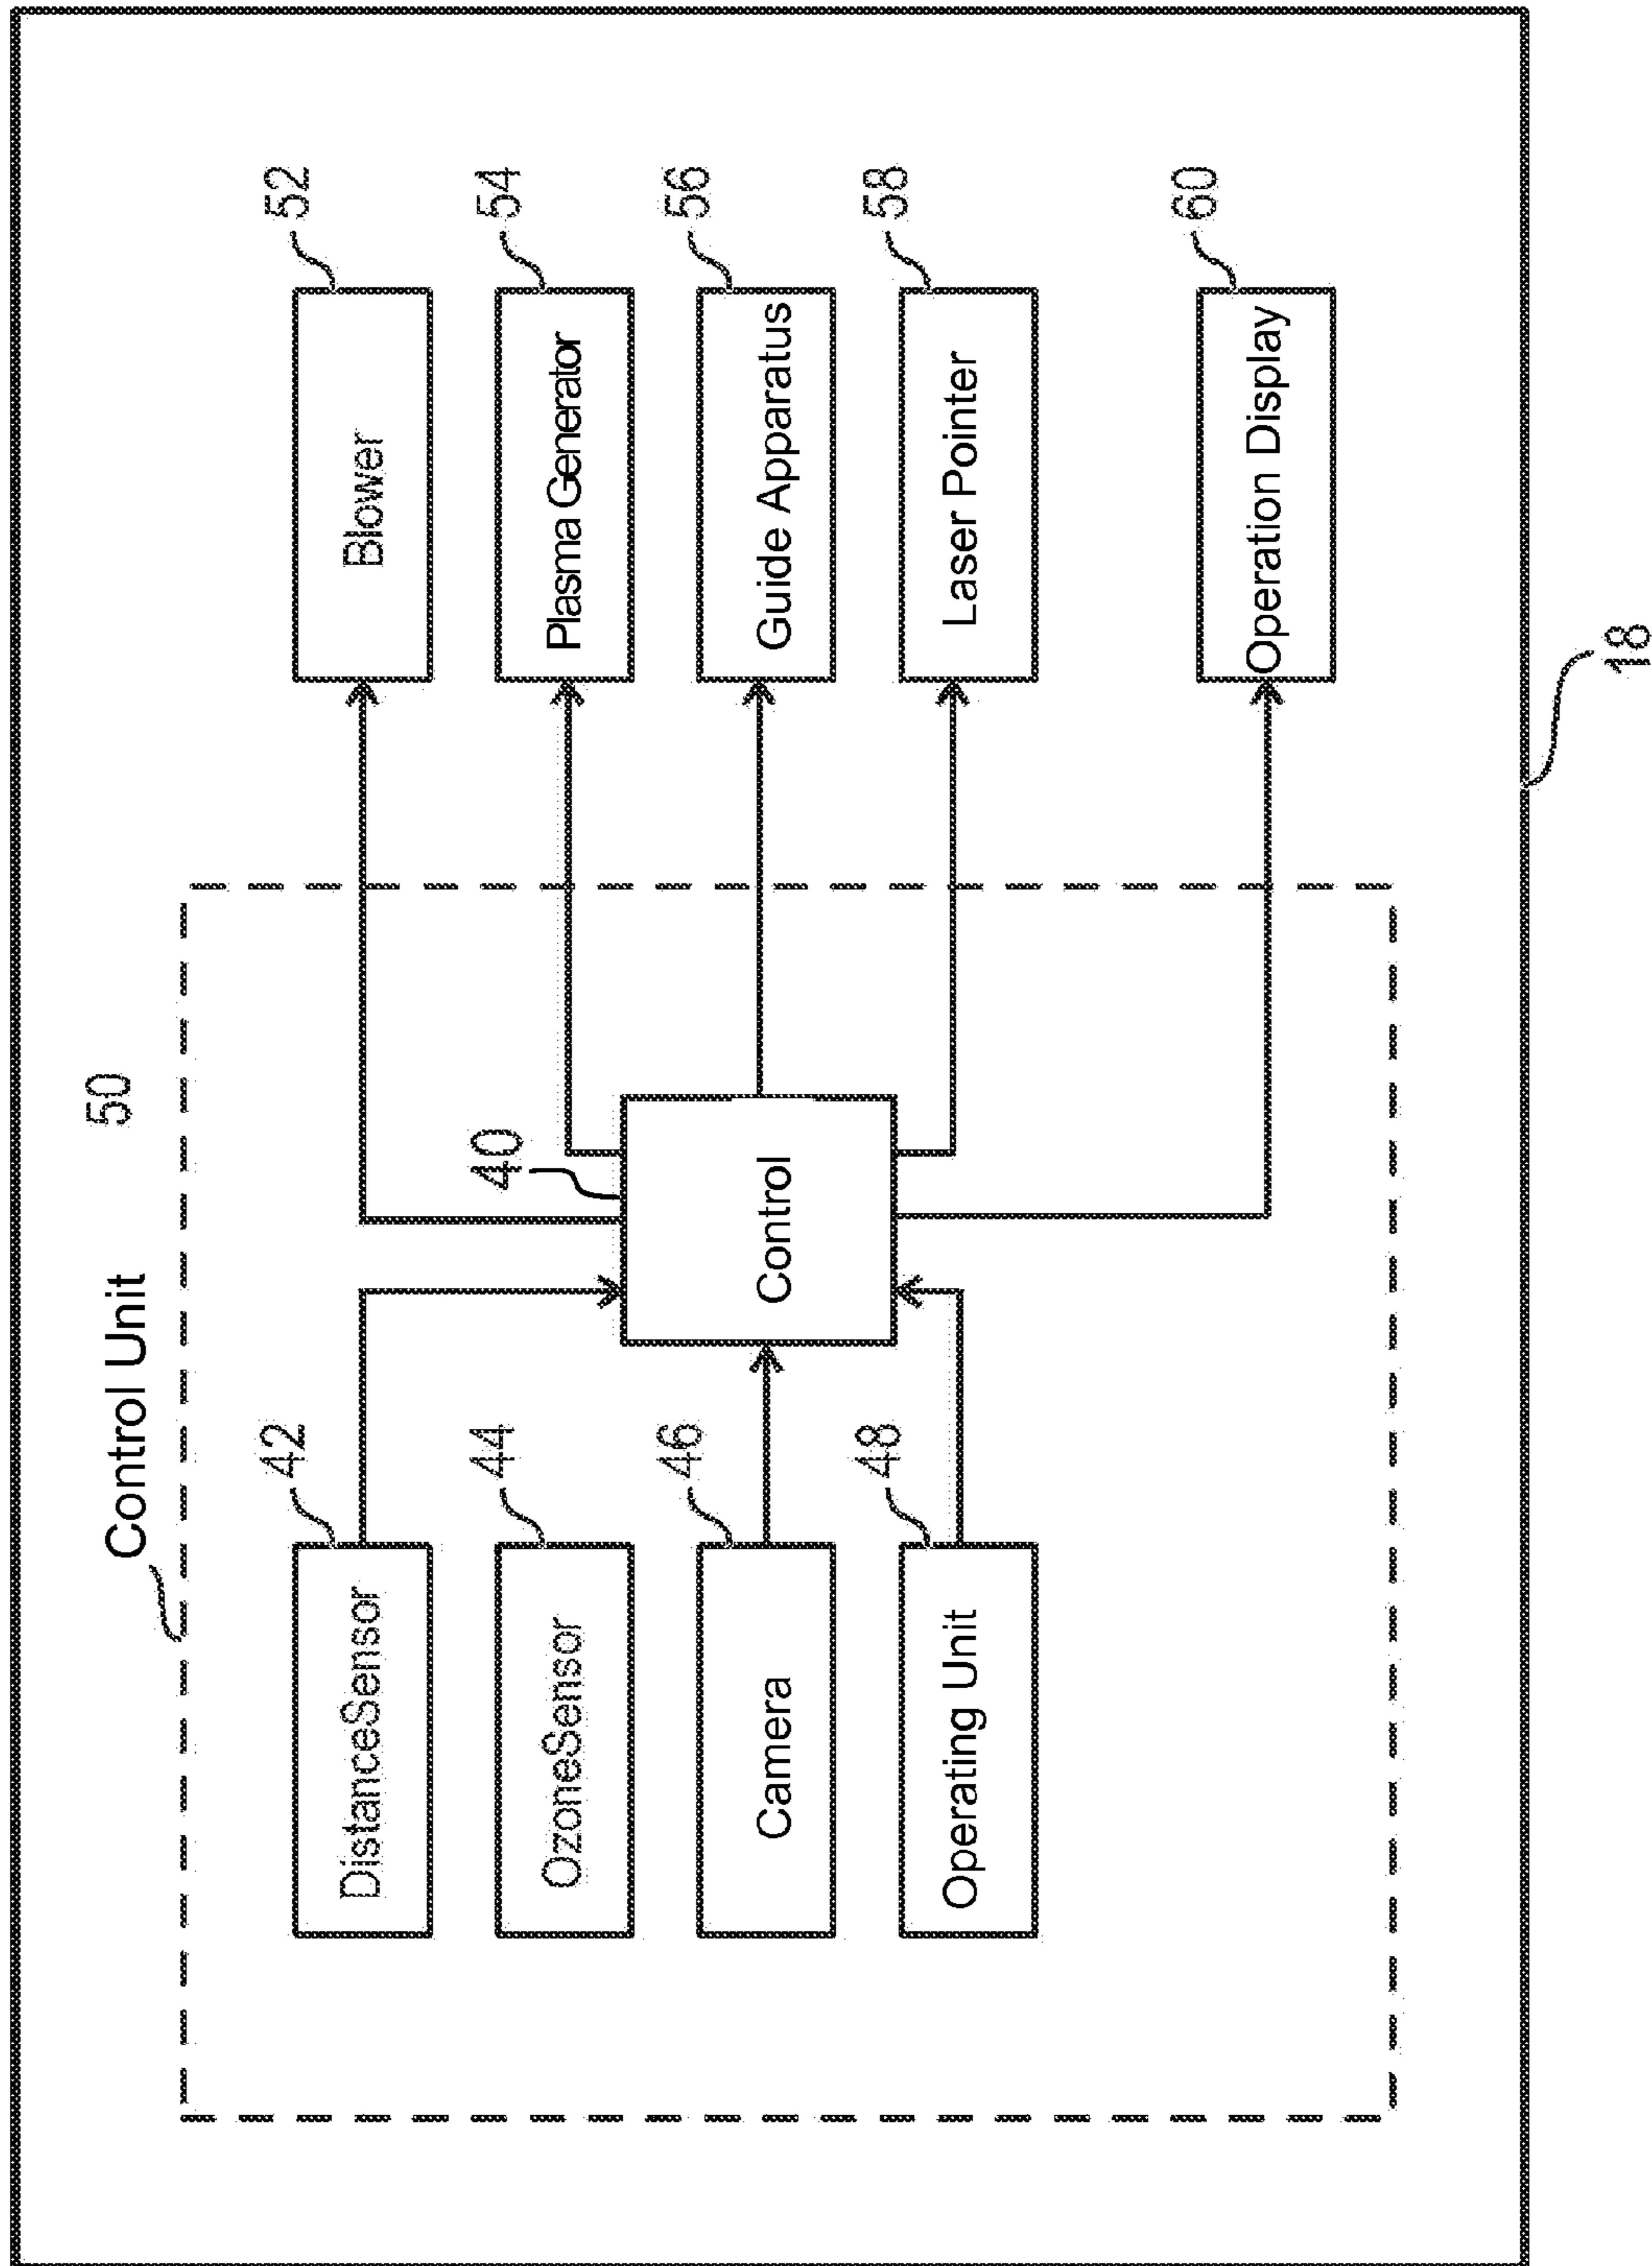 50
Control Unit
42
DistanceSensor
44
OzoneSensor
46
Camera
48
Operating Unit
40
Control
52
Blower
54
Plasma Generator
56
Guide Apparatus
58
Laser Pointer
60
Operation Display
18